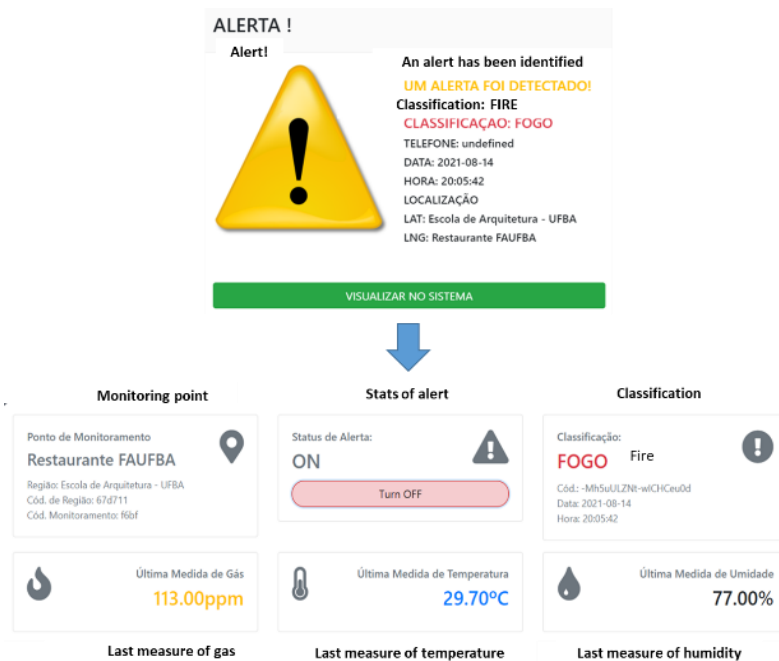 ALERTA !
Alert!
An alert has been identified
UM ALERTA FOI DETECTADO!
Classification: FIRE
CLASSIFICAÇAO: FOGO
TELEFONE: undefined
DATA: 2021-08-14
HORA: 20:05:42
LOCALIZAÇÃO
LAT: Escola de Arquitetura - UFBA
LNG: Restaurante FAUFBA
VISUALIZAR NO SISTEMA
Monitoring point
Stats of alert
Classification
Ponto de Monitoramento
Restaurante FAUFBA
Região: Escola de Arquitetura - UFBA
Cód. de Região: 67d711
Cód. Monitoramento: f6bf
Status de Alerta:
ON
Turn OFF
Classificação:
FOGO Fire
Cód.: -Mh5uULZNt-wICHCeu0d
Data: 2021-08-14
Hora: 20:05:42
Última Medida de Gás
113.00ppm
Última Medida de Temperatura
29.70ºC
Última Medida de Umidade
77.00%
Last measure of gas
Last measure of temperature
Last measure of humidity